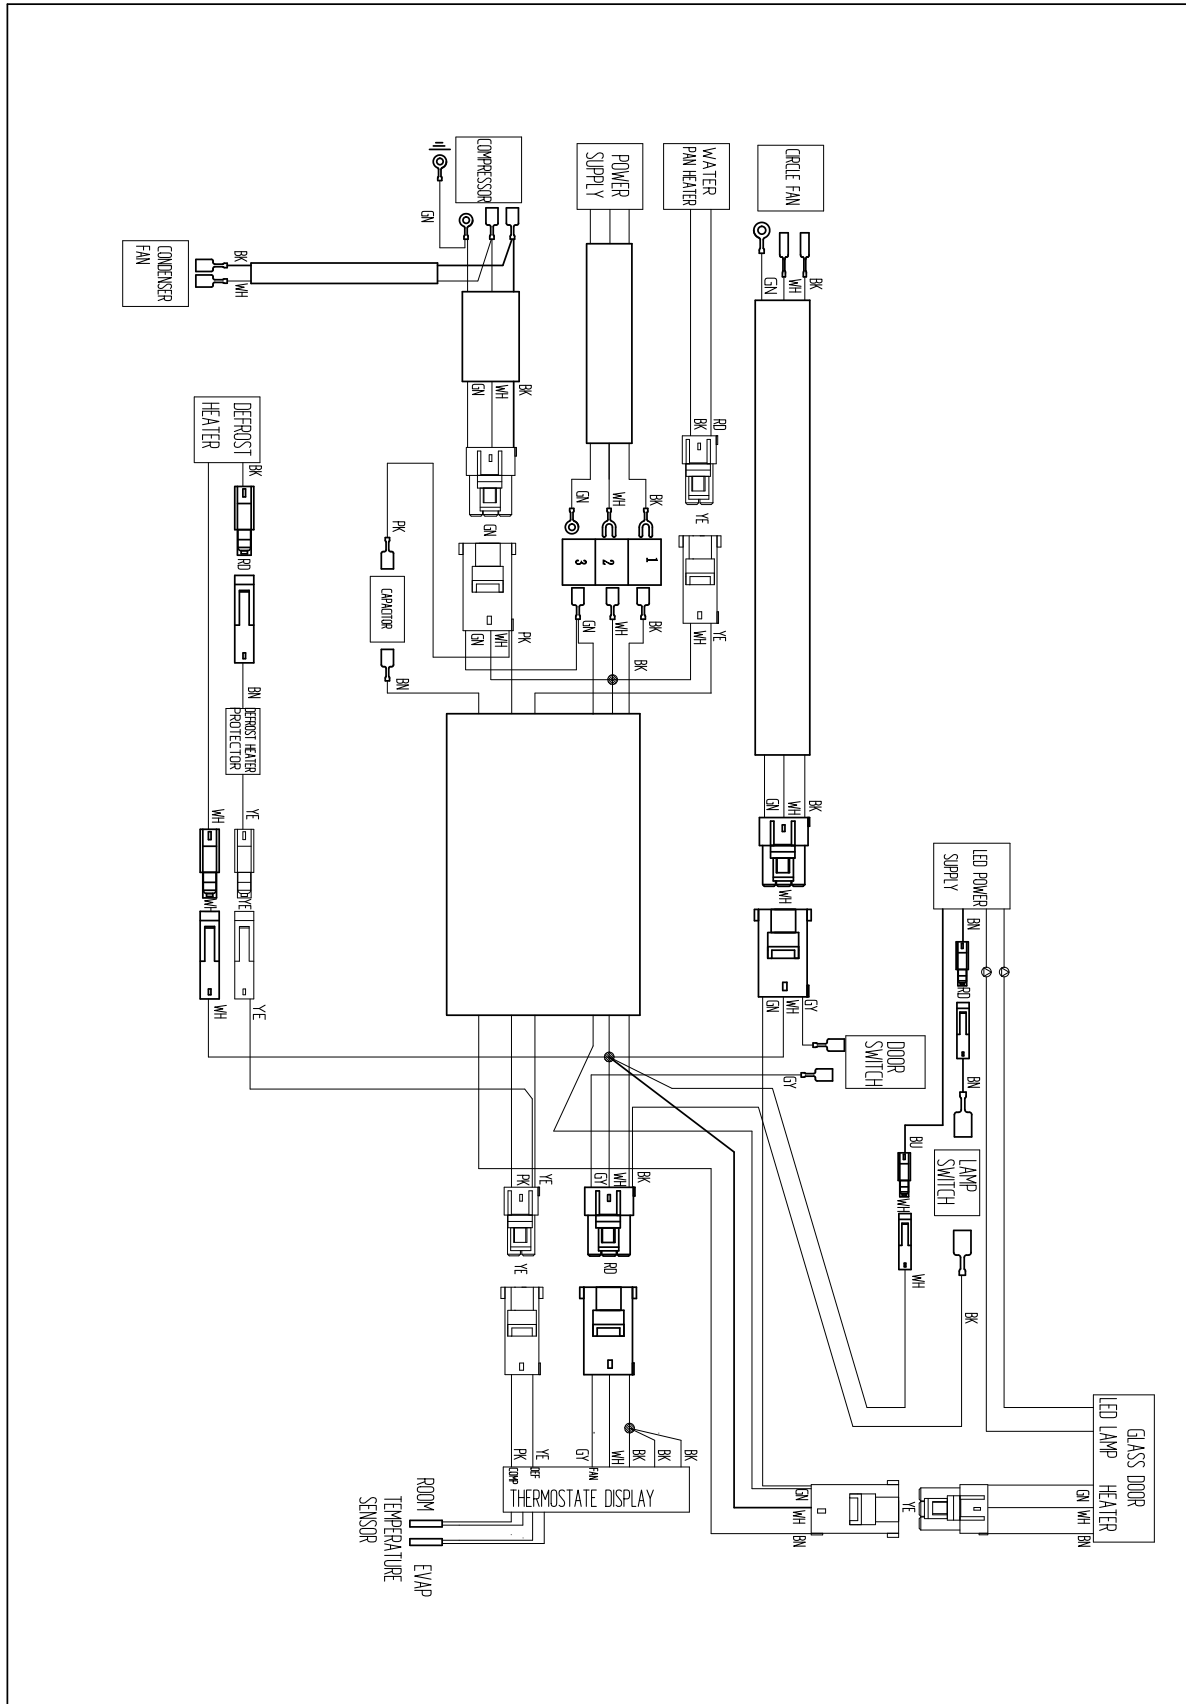 GLASS DOOR
LED LAMP HEATER
GN
WH
BN
YE
GN
WH
BN
LED POWER
SUPPLY
BN
RD
BN
LAMP
SWITCH
BK
BU
WH
WH
DOOR
SWITCH
GY
CIRCLE FAN
BK
WH
GN
BK
WH
GN
WH
GY
WH
GN
WATER
PAN HEATER
RD
BK
YE
YE
WH
POWER
SUPPLY
BK
WH
GN
1
2
3
BK
WH
GN
BK
BK
WH
GY
RD
BK
BK
BK
WH
GY
FAN
YE
DEF
PK
COMP
THERMOSTATE DISPLAY
YE
PK
YE
COMPRESSOR
GN
BK
WH
GN
GN
PK
WH
GN
PK
CAPACITOR
BN
ROOM
EVAP
TEMPERATURE
SENSOR
BK
WH
CONDENSER
FAN
DEFROST
HEATER
BK
RD
BN
DEFROST HEATER
PROTECTOR
YE
YE
YE
WH
WH
WH